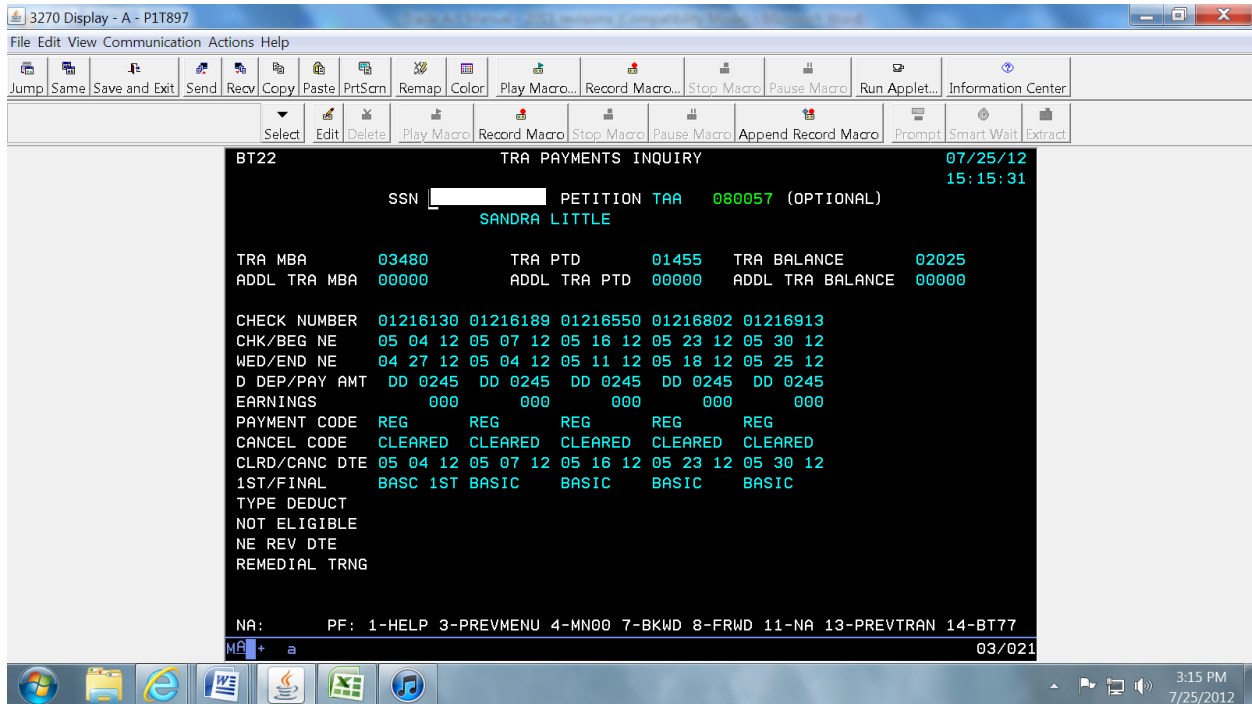 3270 Display - A - P1T897
File Edit View Communication Actions Help
Jump Same Save and Exit Send Recv Copy Paste PrtScrn Remap Color Play Macro... Record Macro... Stop Macro Pause Macro Run Applet... Information Center
Select Edit Delete Play Macro Record Macro Stop Macro Pause Macro Append Record Macro Prompt Smart Wait Extract
BT22 TRA PAYMENTS INQUIRY 07/25/12
15:15:31
SSN PETITION TAA 080057 (OPTIONAL)
SANDRA LITTLE
TRA MBA 03480 TRA PTD 01455 TRA BALANCE 02025
ADDL TRA MBA 00000 ADDL TRA PTD 00000 ADDL TRA BALANCE 00000
CHECK NUMBER 01216130 01216189 01216550 01216802 01216913
CHK/BEG NE 05 04 12 05 07 12 05 16 12 05 23 12 05 30 12
WED/END NE 04 27 12 05 04 12 05 11 12 05 18 12 05 25 12
D DEP/PAY AMT DD 0245 DD 0245 DD 0245 DD 0245 DD 0245
EARNINGS 000 000 000 000 000
PAYMENT CODE REG REG REG REG REG
CANCEL CODE CLEARED CLEARED CLEARED CLEARED CLEARED
CLRD/CANC DTE 05 04 12 05 07 12 05 16 12 05 23 12 05 30 12
1ST/FINAL BASC 1ST BASIC BASIC BASIC BASIC
TYPE DEDUCT
NOT ELIGIBLE
NE REV DTE
REMEDIAL TRNG
NA: PF: 1-HELP 3-PREVMENU 4-MN00 7-BKWD 8-FRWD 11-NA 13-PREVTRAN 14-BT77
MA + a 03/021
3:15 PM
7/25/2012